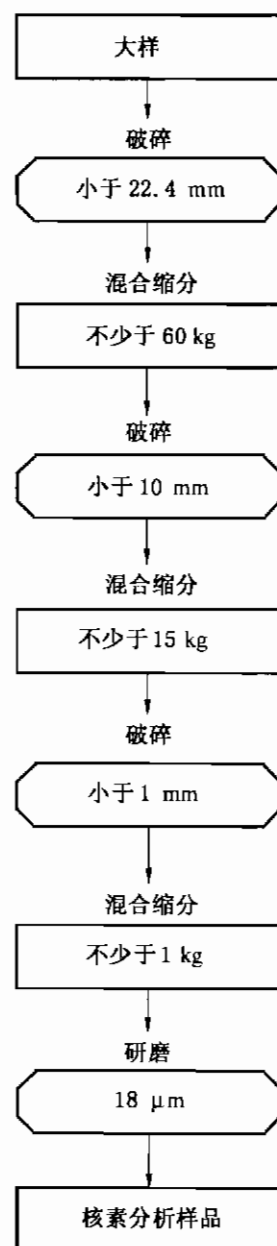 大样
破碎
小于 22.4 mm
混合缩分
不少于 60 kg
破碎
小于 10 mm
混合缩分
不少于 15 kg
破碎
小于 1 mm
混合缩分
不少于 1 kg
研磨
18 μm
核素分析样品